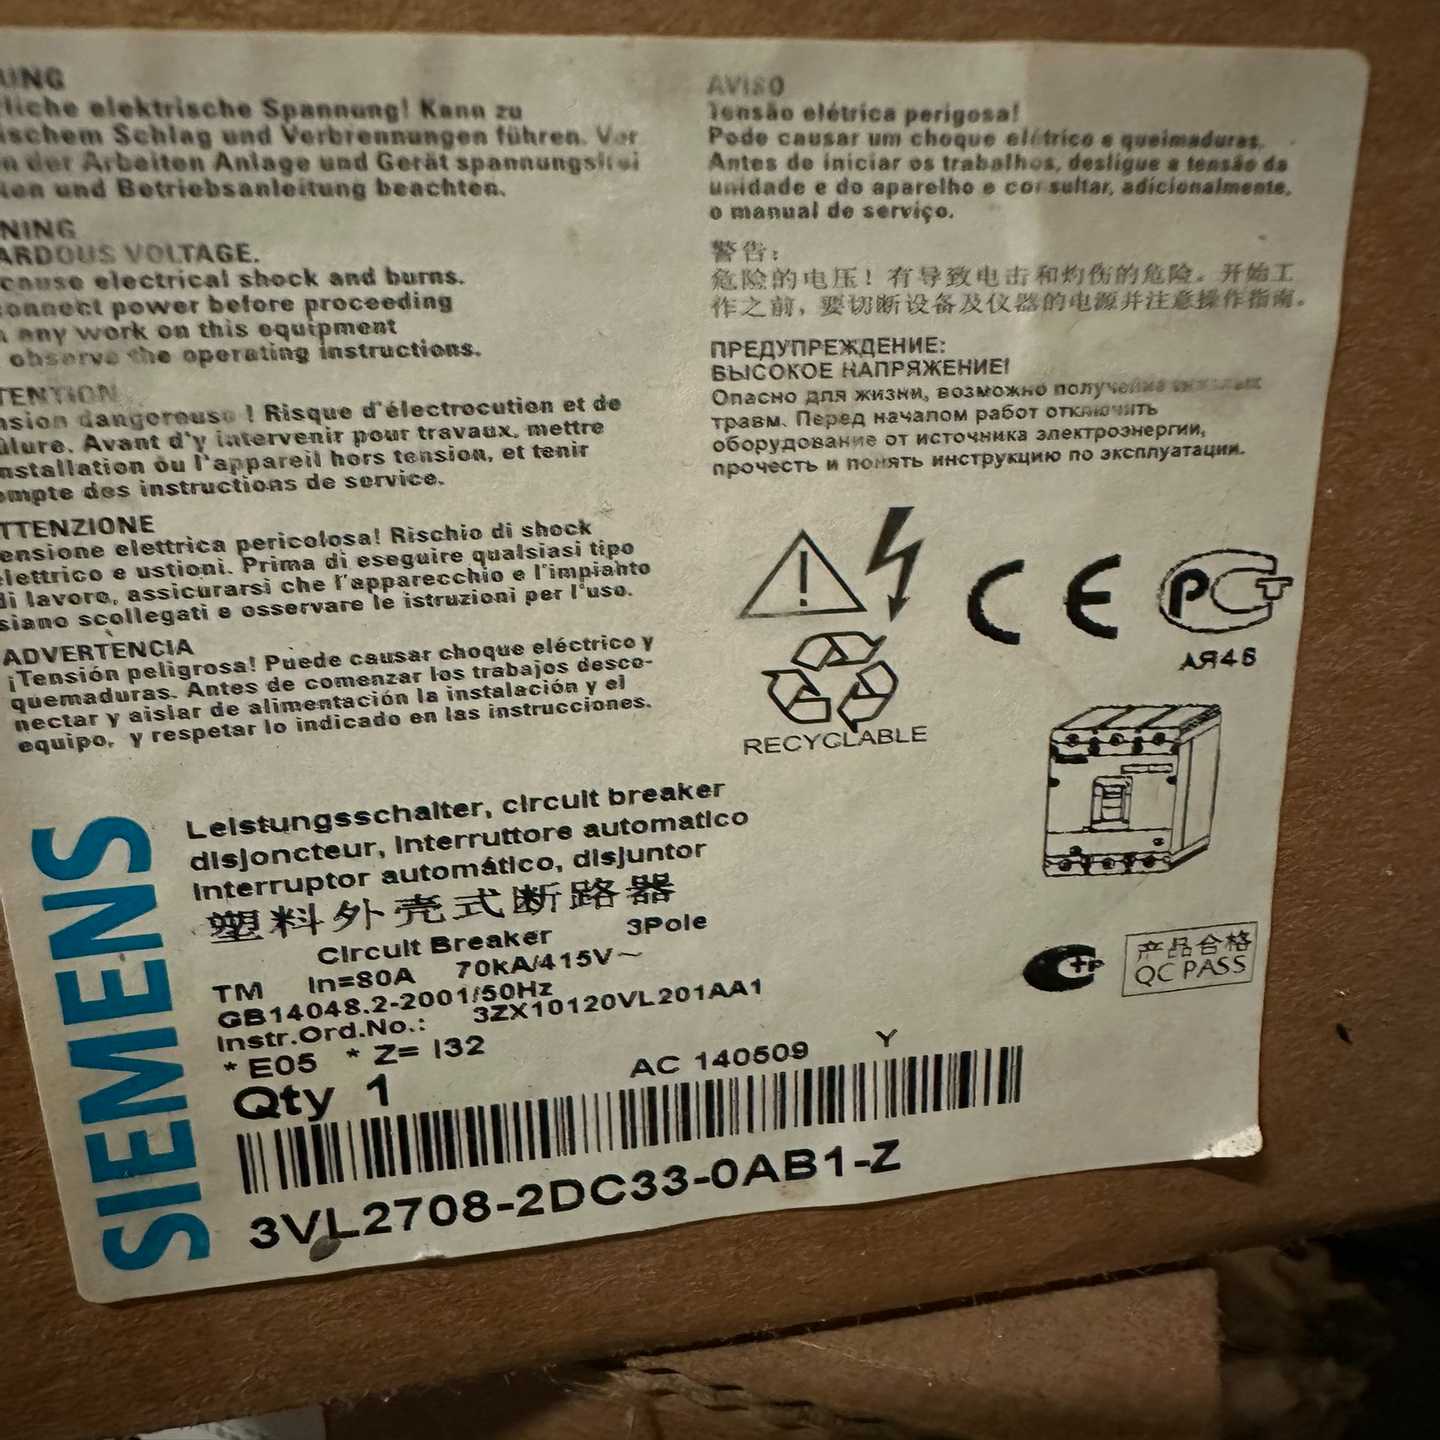 UNG
rliche elektrische Spannung! Kann zu
ischem Schlag und Verbrennungen führen. Vor
n der Arbeiten Anlage und Gerät spannungsfrei
ten und Betriebsanleitung beachten.
NING
ARDOUS VOLTAGE.
cause electrical shock and burns.
connect power before proceeding
any work on this equipment
observe the operating instructions.
TENTION
nsion dangereuse ! Risque d'électrocution et de
ûlure. Avant d'y intervenir pour travaux, mettre
nstallation ou l'appareil hors tension, et tenir
ompte des instructions de service.
TTENZIONE
ensione elettrica pericolosa! Rischio di shock
elettrico e ustioni. Prima di eseguire qualsiasi tipo
di lavoro, assicurarsi che l'apparecchio e l'impianto
siano scollegati e osservare le istruzioni per l'uso.
ADVERTENCIA
¡Tensión peligrosa! Puede causar choque eléctrico y
quemaduras. Antes de comenzar los trabajos desco-
nectar y aislar de alimentación la instalación y el
equipo, y respetar lo indicado en las instrucciones.
AVISO
Tensão elétrica perigosa!
Pode causar um choque elétrico e queimaduras.
Antes de iniciar os trabalhos, desligue a tensão da
unidade e do aparelho e consultar, adicionalmente,
o manual de serviço.
警告:
危险的电压! 有导致电击和灼伤的危险。开始工
作之前, 要切断设备及仪器的电源并注意操作指南。
ПРЕДУПРЕЖДЕНИЕ:
ВЫСОКОЕ НАПРЯЖЕНИЕ!
Опасно для жизни, возможно получение тяжелых
травм. Перед началом работ отключить
оборудование от источника электроэнергии,
прочесть и понять инструкцию по эксплуатации.
CE
РСТ
АЯ46
RECYCLABLE
SIEMENS
Leistungsschalter, circuit breaker
disjoncteur, interruttore automatico
interruptor automático, disjuntor
塑料外壳式断路器
Circuit Breaker 3Pole
TM In=80A 70kA/415V~
GB14048.2-2001/50Hz
Instr.Ord.No.: 3ZX10120VL201AA1
* E05 * Z= I32
Qty 1
AC 140509 Y
3VL2708-2DC33-0AB1-Z
产品合格
QC PASS